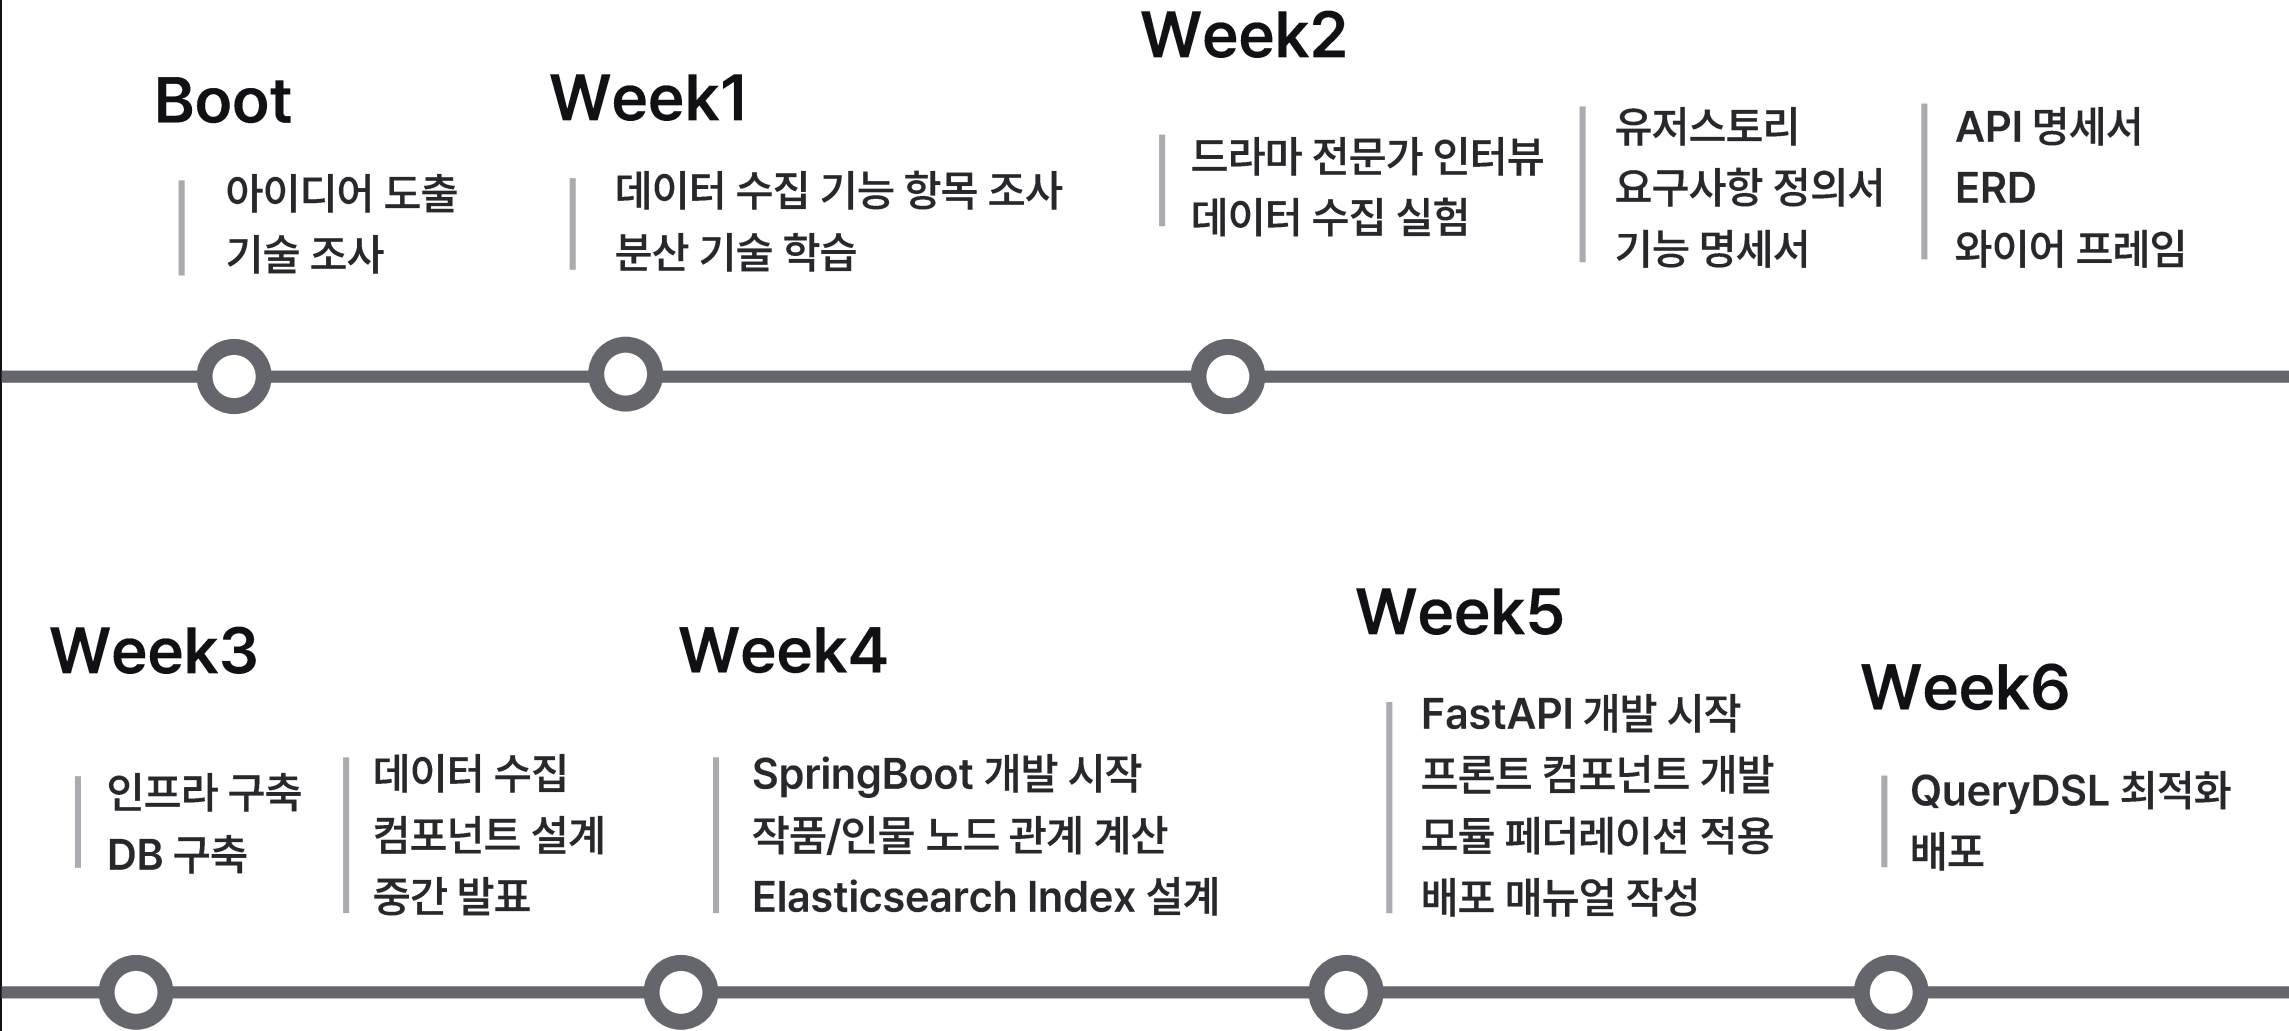 Boot
아이디어 도출
기술 조사
Week1
데이터 수집 기능 항목 조사
분산 기술 학습
Week2
드라마 전문가 인터뷰
데이터 수집 실험
유저스토리
요구사항 정의서
기능 명세서
API 명세서
ERD
와이어 프레임
Week3
인프라 구축
DB 구축
데이터 수집
컴포넌트 설계
중간 발표
Week4
SpringBoot 개발 시작
작품/인물 노드 관계 계산
Elasticsearch Index 설계
Week5
FastAPI 개발 시작
프론트 컴포넌트 개발
모듈 페더레이션 적용
배포 매뉴얼 작성
Week6
QueryDSL 최적화
배포